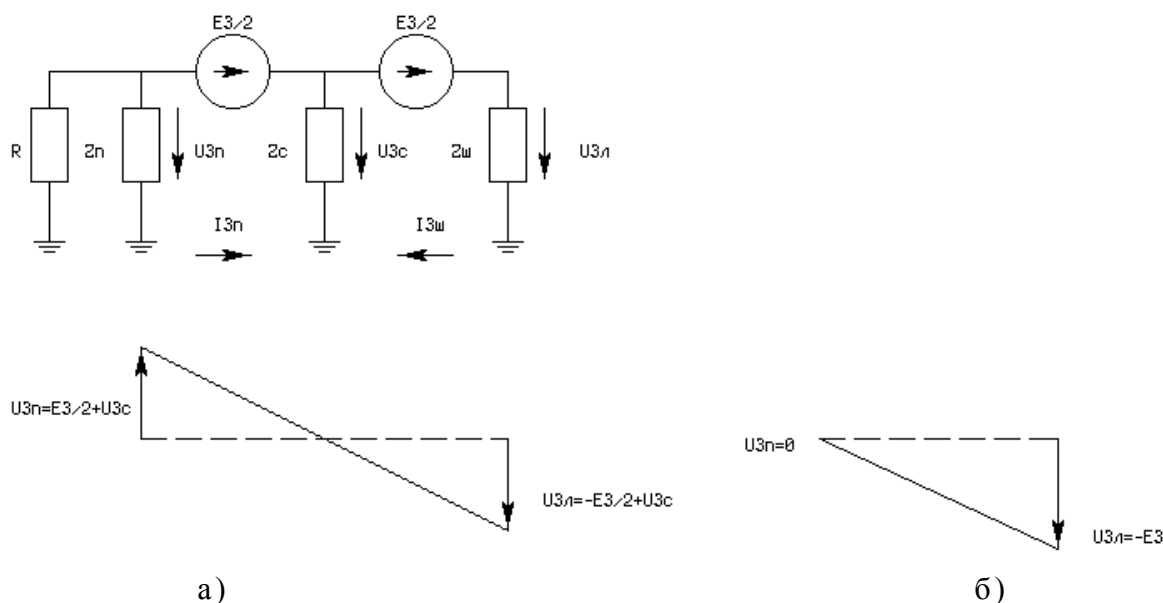 E3/2
E3/2
R
Zп
U3п
Zс
U3с
Zш
U3л
I3п
I3ш
U3п=E3/2+U3с
U3л=-E3/2+U3с
U3п=0
U3л=-E3
а)
б)